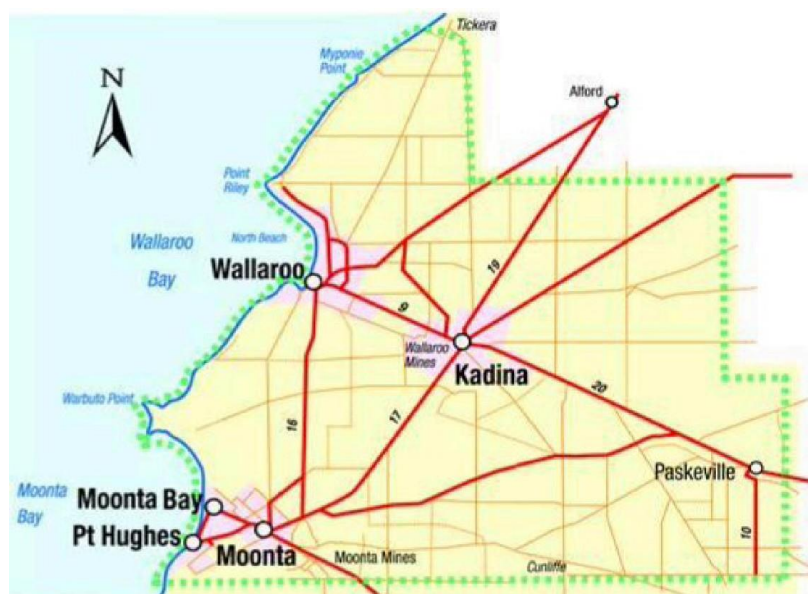 Tickera
Myponie
Point
N
Alford
Point
Riley
Wallaroo
Bay
North Beach
Wallaroo
19
9
Wallaroo
Mines
Kadina
20
Warbuto Point
16
17
Paskeville
Moonta
Bay
Moonta Bay
Pt Hughes
Moonta
Moonta Mines
10
Cunliffe